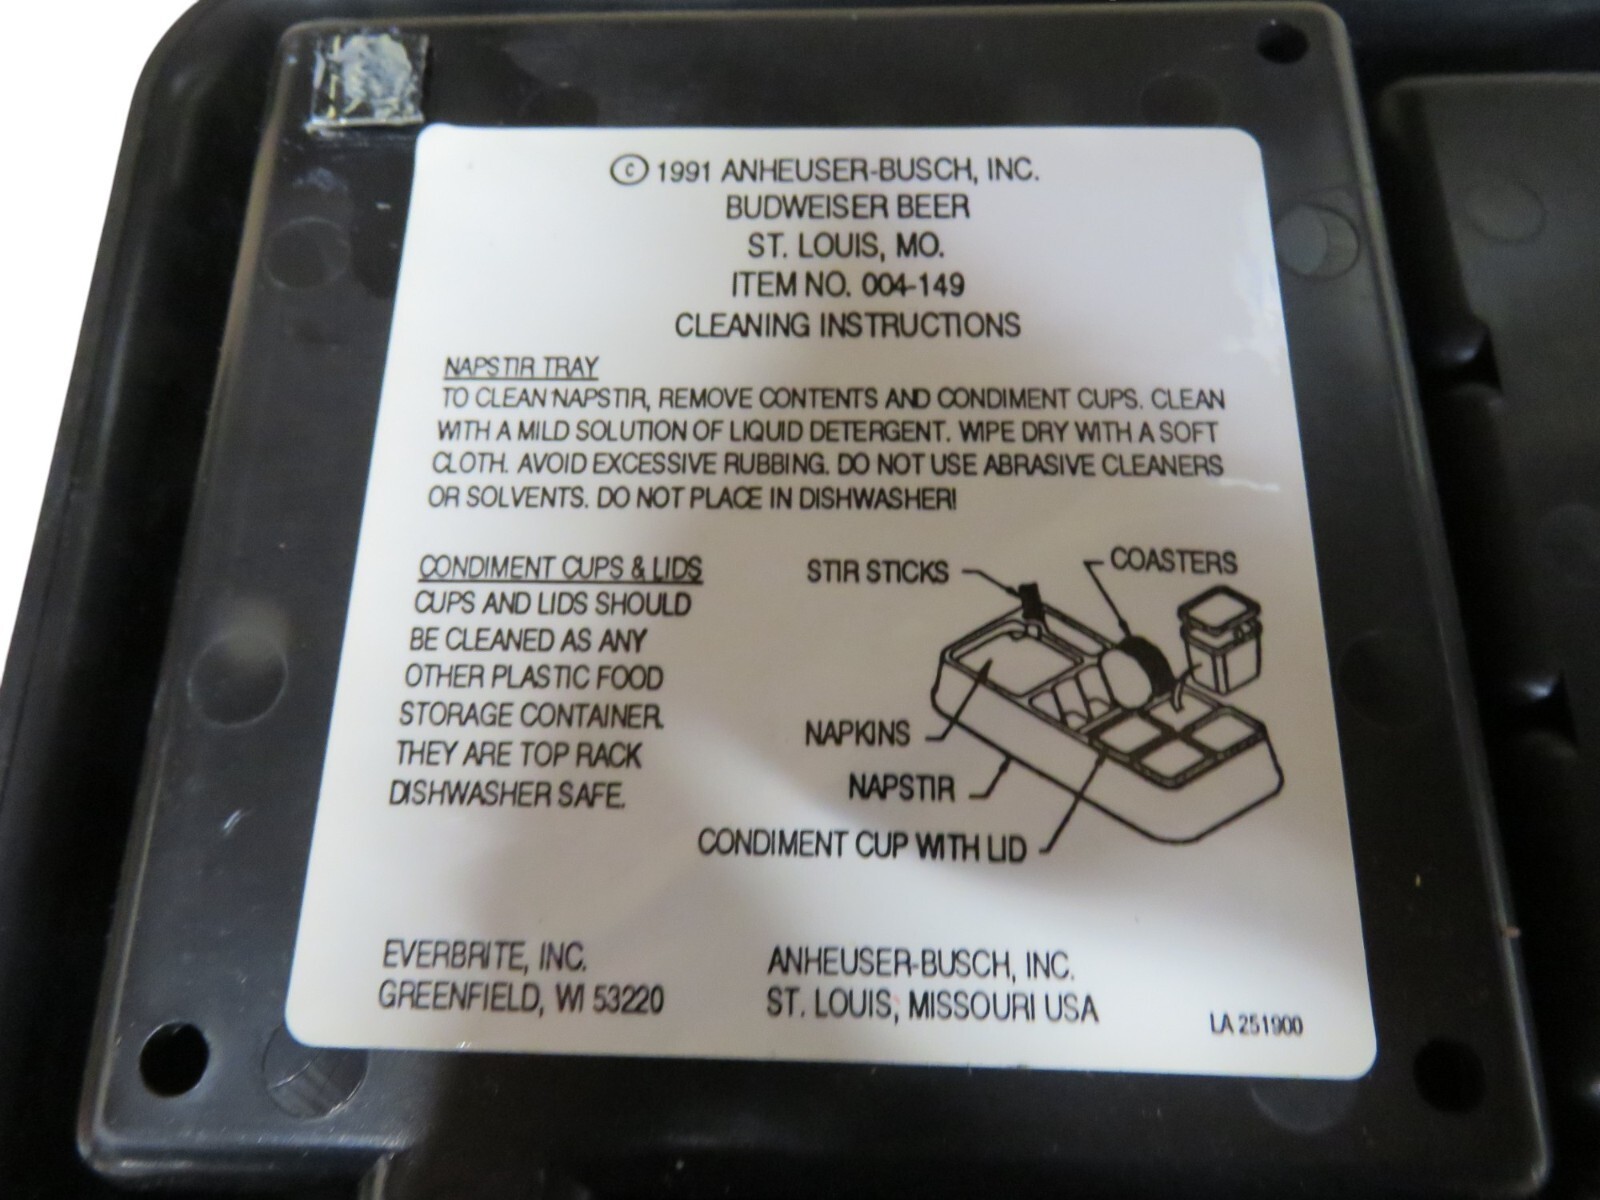 © 1991 ANHEUSER-BUSCH, INC.
BUDWEISER BEER
ST. LOUIS, MO.
ITEM NO. 004-149
CLEANING INSTRUCTIONS
NAPSTIR TRAY
TO CLEAN NAPSTIR, REMOVE CONTENTS AND CONDIMENT CUPS. CLEAN
WITH A MILD SOLUTION OF LIQUID DETERGENT. WIPE DRY WITH A SOFT
CLOTH. AVOID EXCESSIVE RUBBING. DO NOT USE ABRASIVE CLEANERS
OR SOLVENTS. DO NOT PLACE IN DISHWASHER!
CONDIMENT CUPS & LIDS
CUPS AND LIDS SHOULD
BE CLEANED AS ANY
OTHER PLASTIC FOOD
STORAGE CONTAINER.
THEY ARE TOP RACK
DISHWASHER SAFE.
STIR STICKS
COASTERS
NAPKINS
NAPSTIR
CONDIMENT CUP WITH LID
EVERBRITE, INC.
GREENFIELD, WI 53220
ANHEUSER-BUSCH, INC.
ST. LOUIS, MISSOURI USA
LA 251900